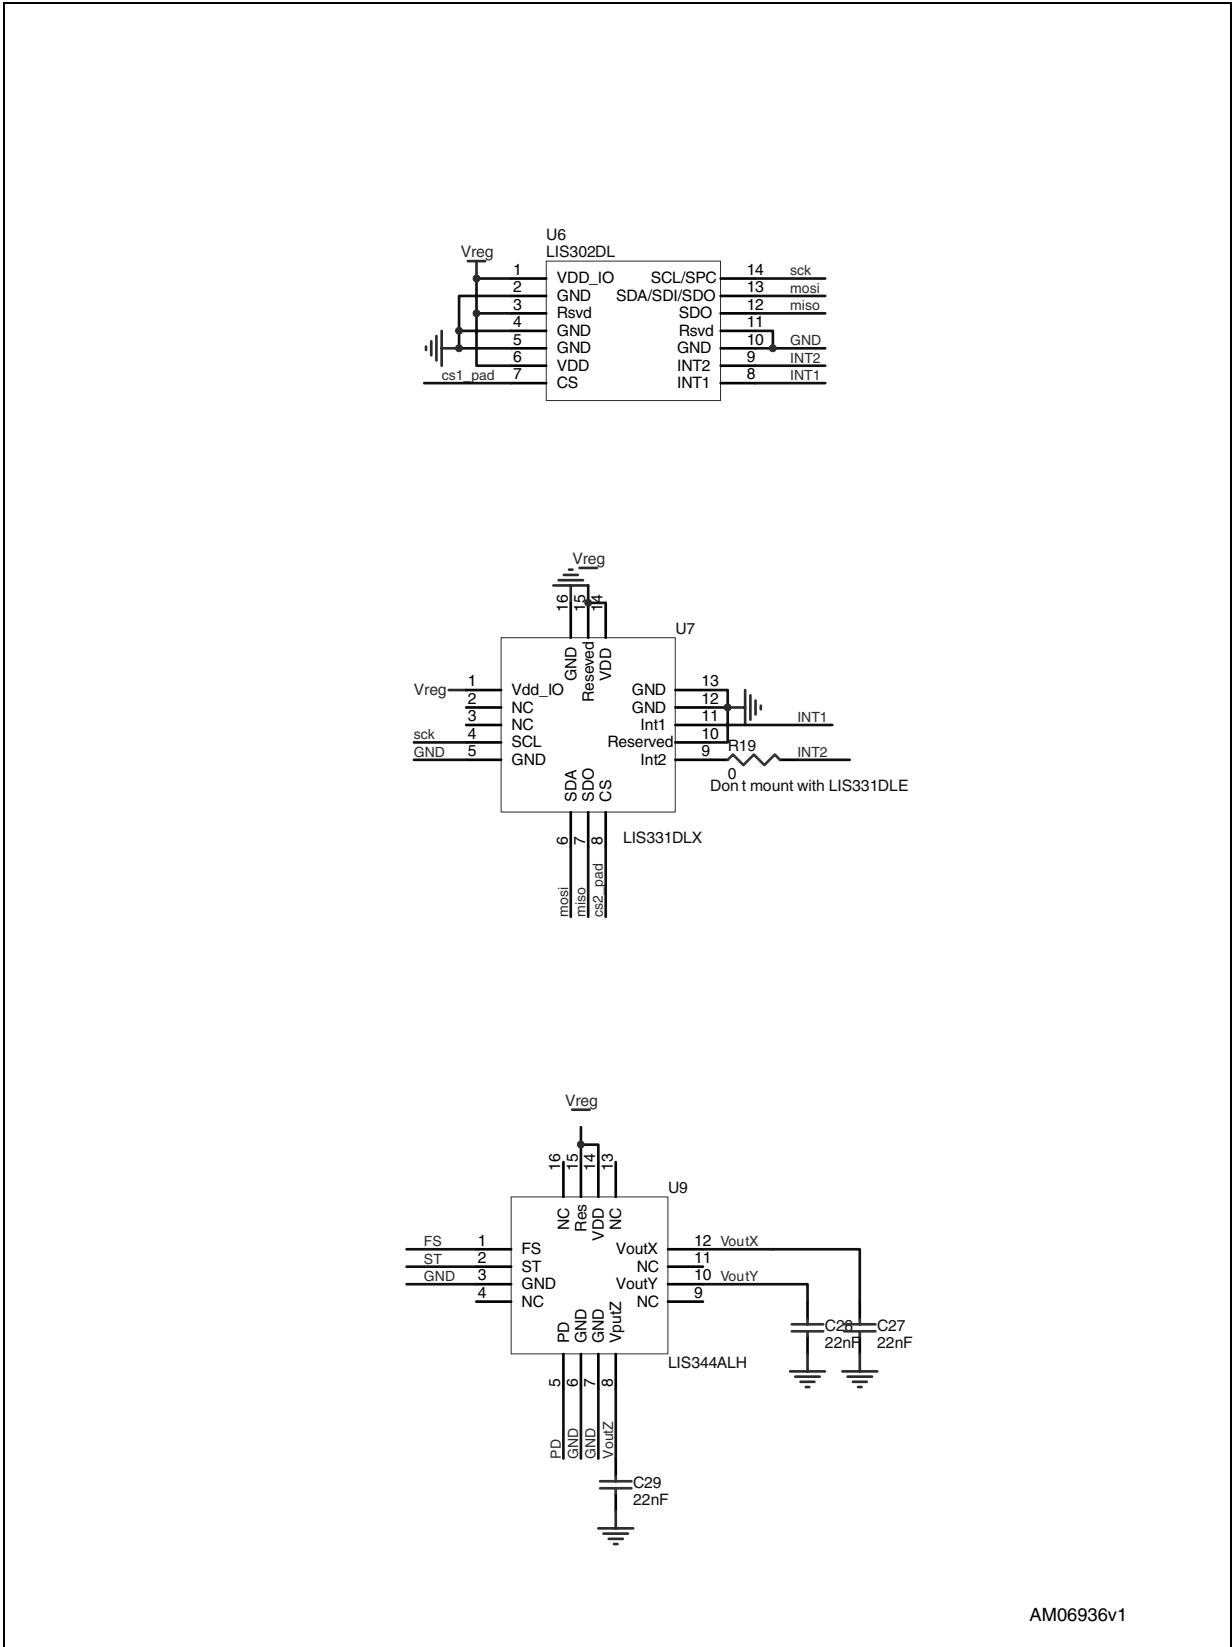 U6
LIS302DL
Vreg
1 VDD_IO SCL/SPC 14 sck
2 GND SDA/SDI/SDO 13 mosi
3 Rsvd SDO 12 miso
4 GND Rsvd 11
5 GND GND 10 GND
6 VDD INT2 9 INT2
cs1_pad 7 CS INT1 8 INT1
Vreg
16 15 14
U7
GND Reseved VDD
Vreg 1 Vdd_IO GND 13
2 NC GND 12
3 NC Int1 11 INT1
sck 4 SCL Reserved 10
GND 5 GND Int2 9 R19 INT2
0
Don t mount with LIS331DLE
SDA SDO CS
6 7 8
LIS331DLX
mosi miso cs2_pad
Vreg
16 15 14 13
U9
NC Res VDD NC
FS 1 FS VoutX 12 VoutX
ST 2 ST NC 11
GND 3 GND VoutY 10 VoutY
4 NC NC 9
PD GND GND VputZ
C28 C27
22nF 22nF
LIS344ALH
5 6 7 8
PD GND GND VoutZ
C29
22nF
AM06936v1